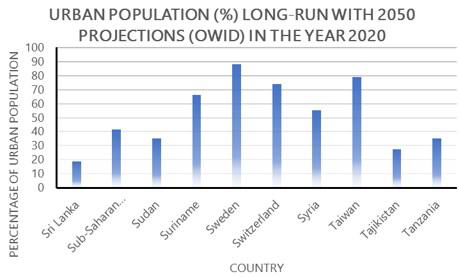 URBAN POPULATION (%) LONG-RUN WITH 2050
PROJECTIONS (OWID) IN THE YEAR 2020
PERCENTAGE OF URBAN POPULATION
100
90
80
70
60
50
40
30
20
10
0
Sri Lanka
Sub-Saharan...
Sudan
Suriname
Sweden
Switzerland
Syria
Taiwan
Tajikistan
Tanzania
COUNTRY